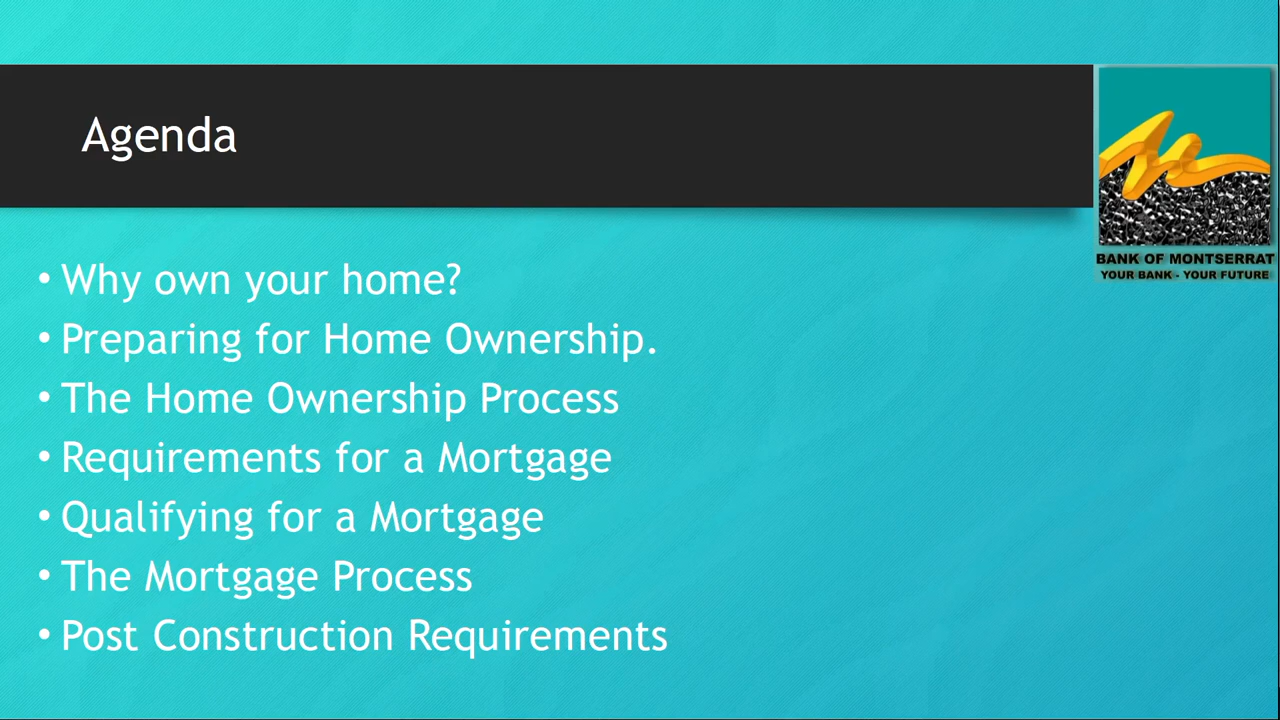 Agenda
BANK OF MONTSERRAT
YOUR BANK - YOUR FUTURE
• Why own your home?
• Preparing for Home Ownership.
• The Home Ownership Process
• Requirements for a Mortgage
• Qualifying for a Mortgage
• The Mortgage Process
• Post Construction Requirements